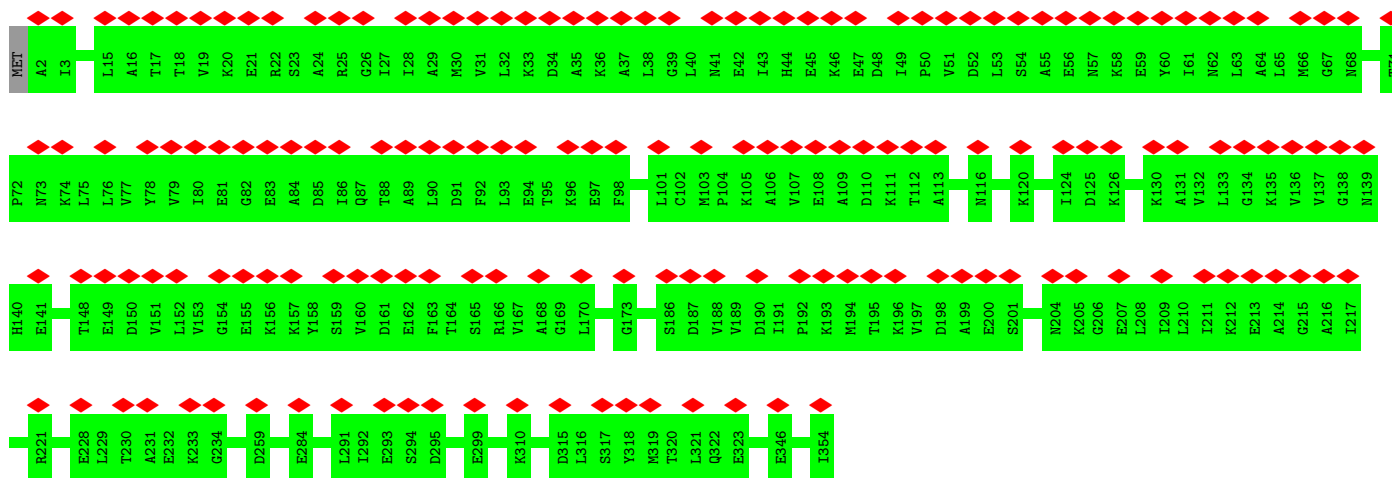 MET A2 I3 L15 A16 T17 T18 V19 K20 E21 R22 S23 A24 R25 G26 I27 I28 A29 M30 V31 L32 K33 D34 A35 K36 A37 L38 G39 L40 N41 E42 I43 H44 E45 K46 E47 D48 I49 P50 V51 D52 L53 S54 A55 E56 N57 K58 E59 Y60 I61 N62 L63 A64 L65 M66 G67 N68 T71
P72 N73 K74 L75 L76 V77 Y78 V79 I80 E81 G82 E83 A84 D85 I86 Q87 T88 A89 L90 D91 F92 L93 E94 T95 K96 E97 F98 L101 C102 M103 P104 K105 A106 V107 E108 A109 D110 K111 T112 A113 N116 K120 I124 D125 K126 K130 A131 V132 L133 G134 K135 V136 V137 G138 N139
H140 E141 T148 E149 D150 V151 L152 V153 G154 E155 K156 K157 Y158 S159 V160 D161 E162 F163 T164 S165 R166 V167 A168 G169 L170 G173 S186 D187 V188 V189 D190 I191 P192 K193 M194 T195 K196 V197 D198 A199 E200 S201 N204 K205 G206 E207 L208 I209 L210 I211 K212 E213 A214 G215 A216 I217
R221 E228 L229 T230 A231 E232 K233 G234 D259 E284 L291 I292 E293 S294 D295 E299 K310 D315 L316 S317 Y318 M319 T320 L321 Q322 E323 E346 I354